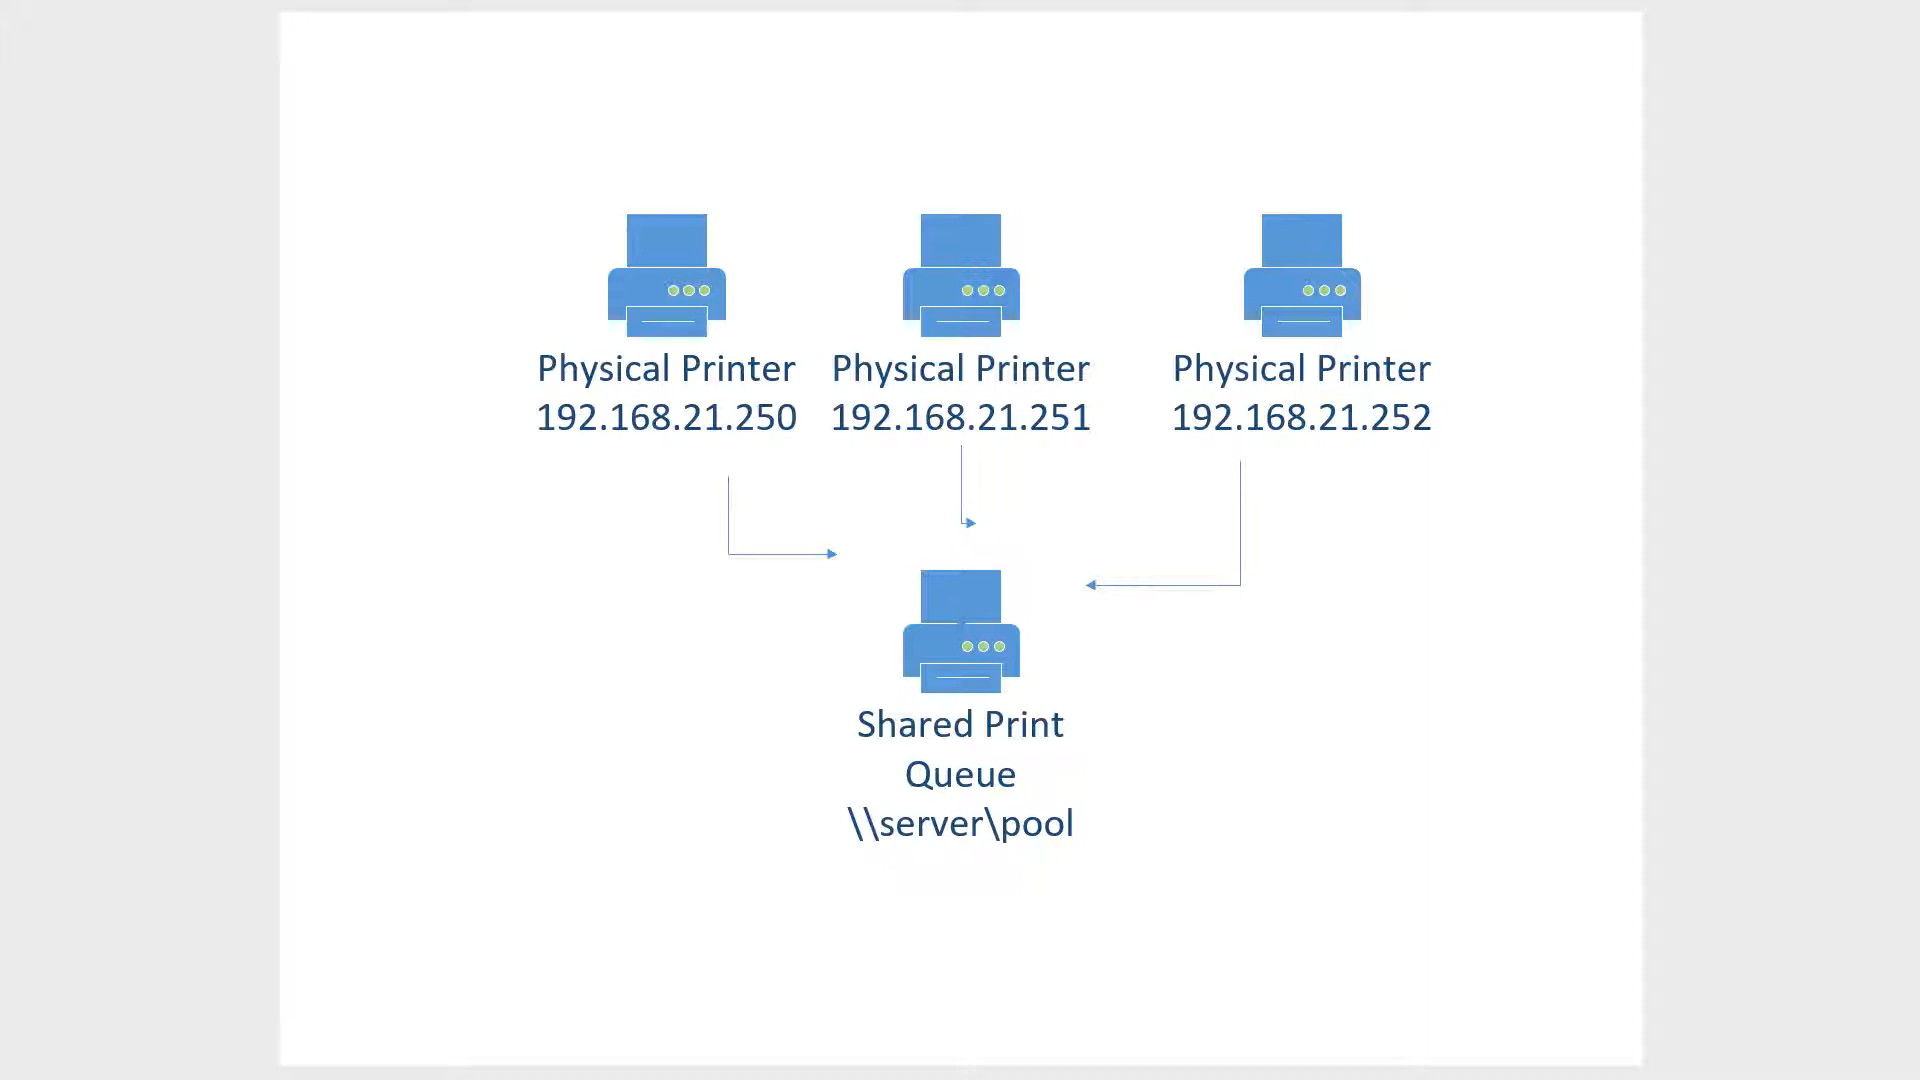 Physical Printer
192.168.21.250
Physical Printer
192.168.21.251
Physical Printer
192.168.21.252
Shared Print
Queue
\\server\pool